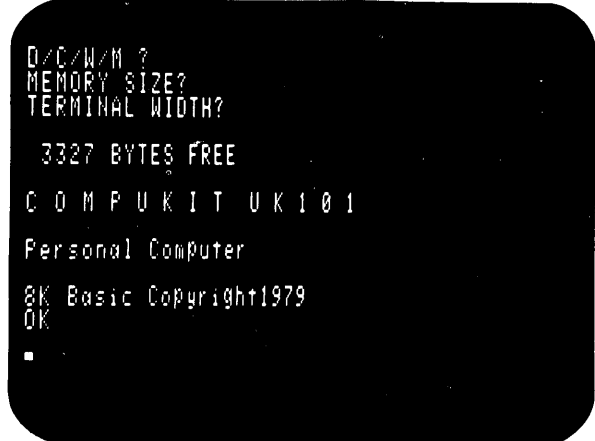 D/C/W/M ?
MEMORY SIZE?
TERMINAL WIDTH?
3327 BYTES FREE
C O M P U K I T  U K 1 0 1
Personal Computer
8K Basic Copyright1979
OK